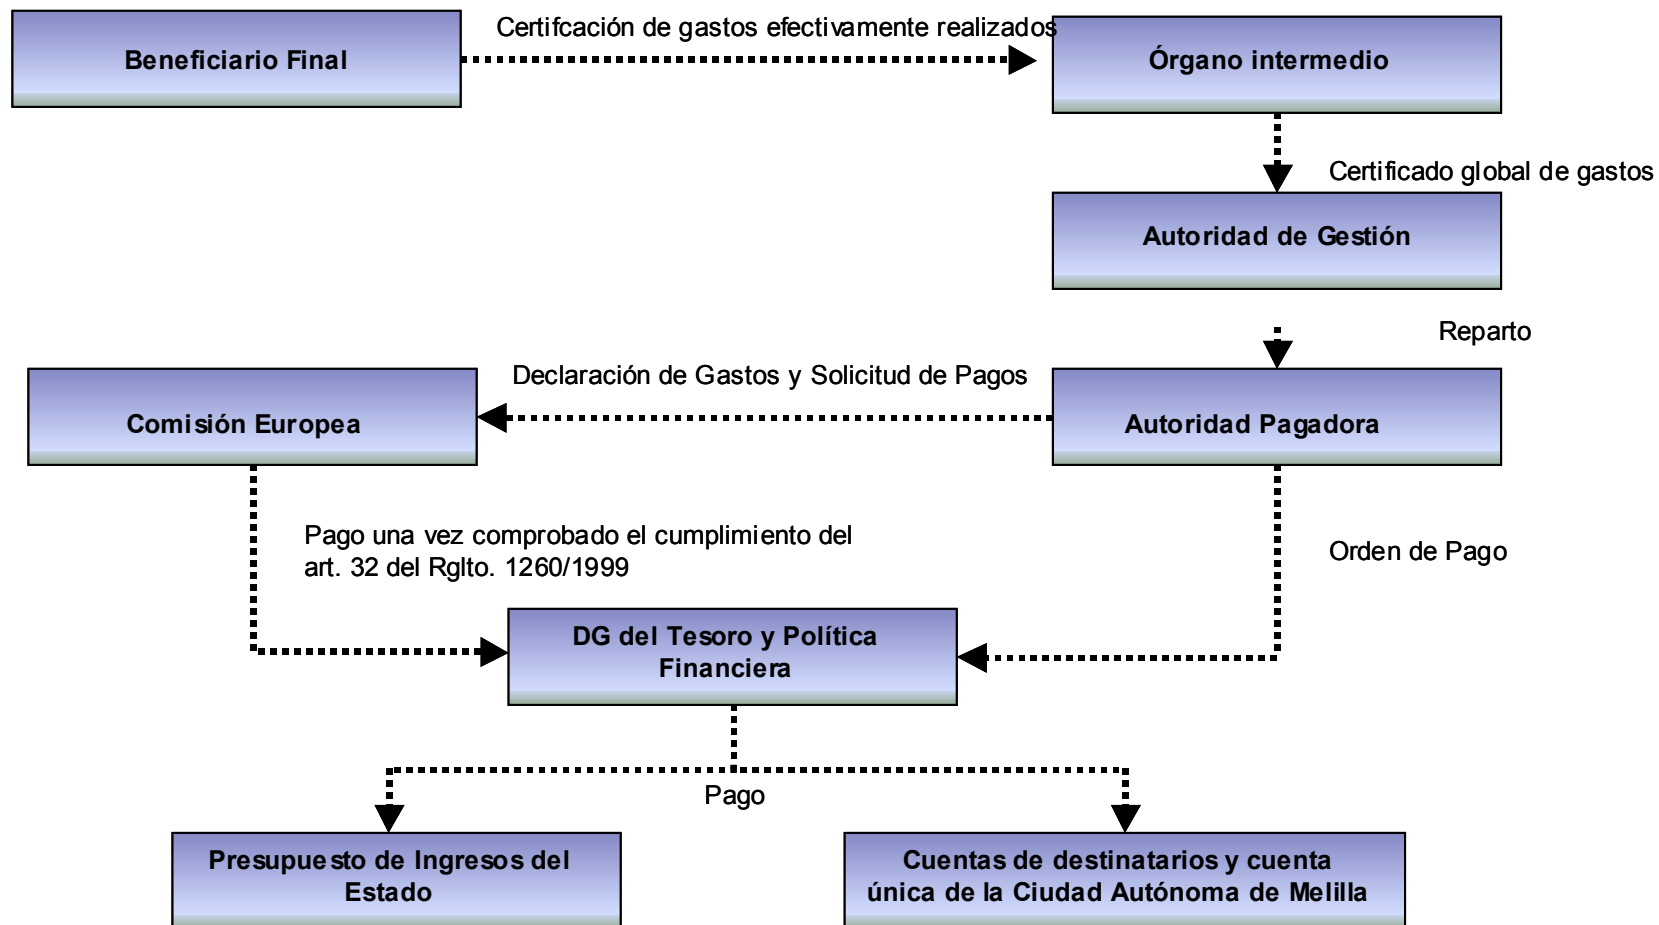 Certifcación de gastos efectivamente realizados
Beneficiario Final
Órgano intermedio
Certificado global de gastos
Autoridad de Gestión
Reparto
Declaración de Gastos y Solicitud de Pagos
Comisión Europea
Autoridad Pagadora
Pago una vez comprobado el cumplimiento del
art. 32 del Rglto. 1260/1999
Orden de Pago
DG del Tesoro y Política
Financiera
Pago
Presupuesto de Ingresos del
Estado
Cuentas de destinatarios y cuenta
única de la Ciudad Autónoma de Melilla